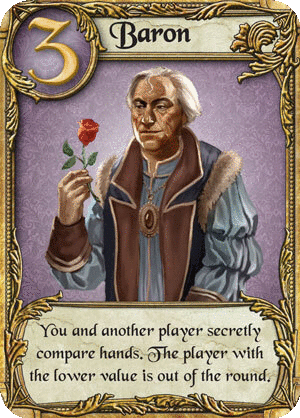 3 Baron
You and another player secretly
compare hands. The player with
the lower value is out of the round.